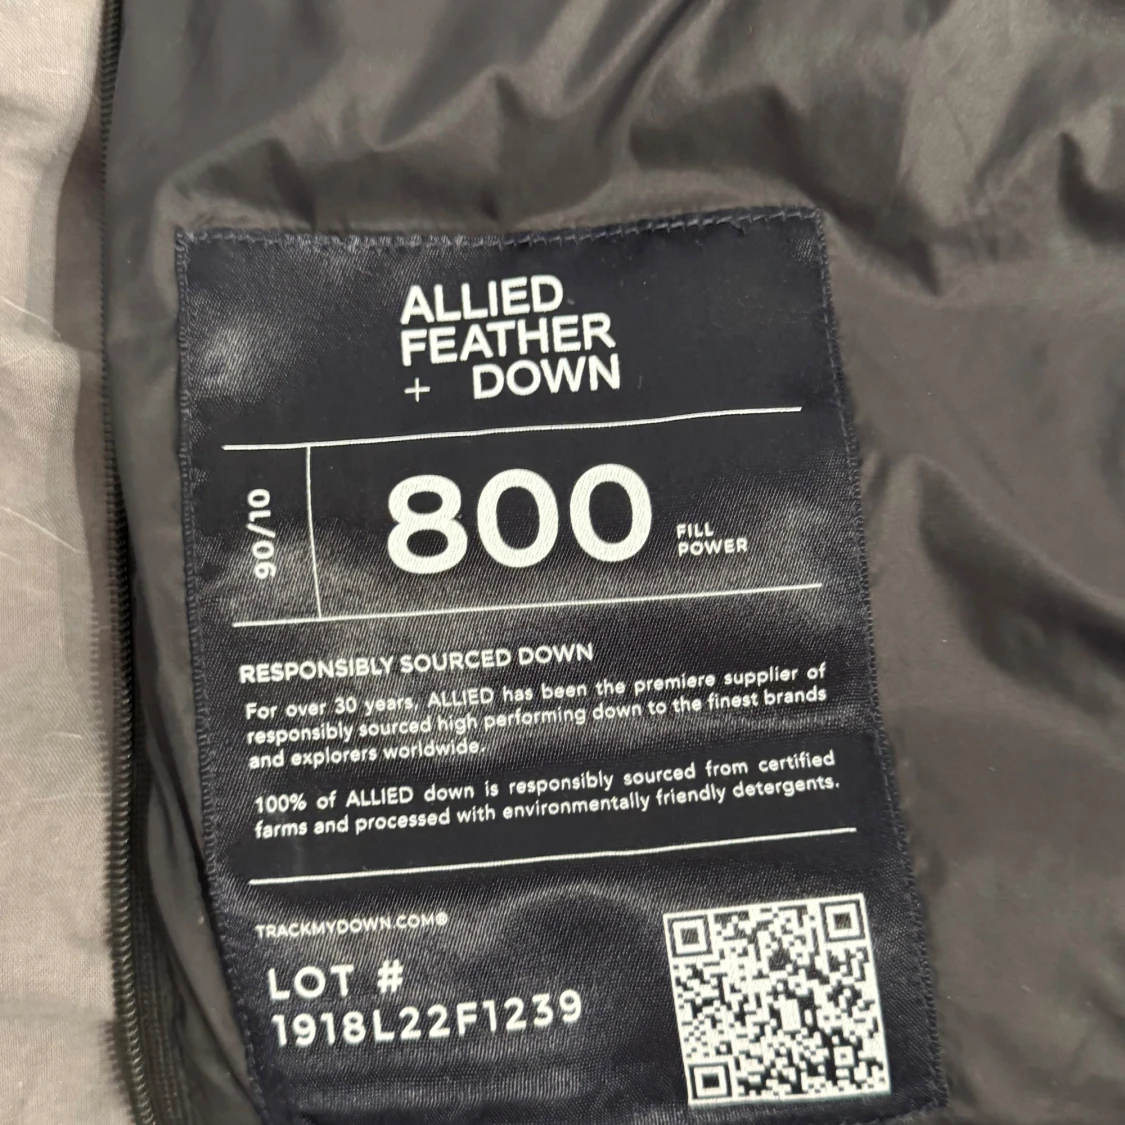 ALLIED
FEATHER
+ DOWN
90/10
800
FILL
POWER
RESPONSIBLY SOURCED DOWN
For over 30 years, ALLIED has been the premiere supplier of
responsibly sourced high performing down to the finest brands
and explorers worldwide.
100% of ALLIED down is responsibly sourced from certified
farms and processed with environmentally friendly detergents.
TRACKMYDOWN.COM®
LOT #
1918L22F1239